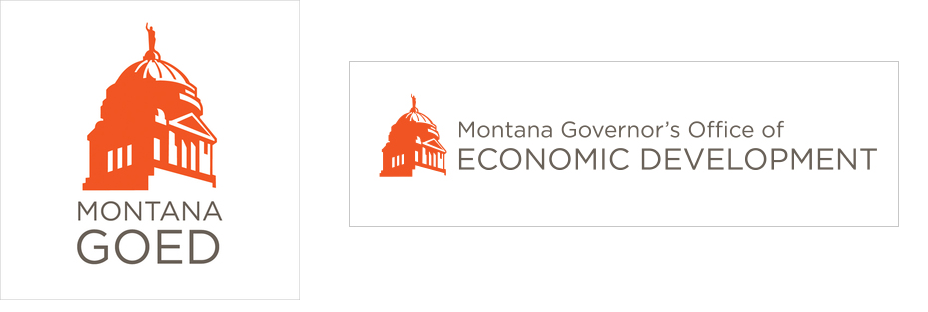 MONTANA
GOED
Montana Governor's Office of
ECONOMIC DEVELOPMENT